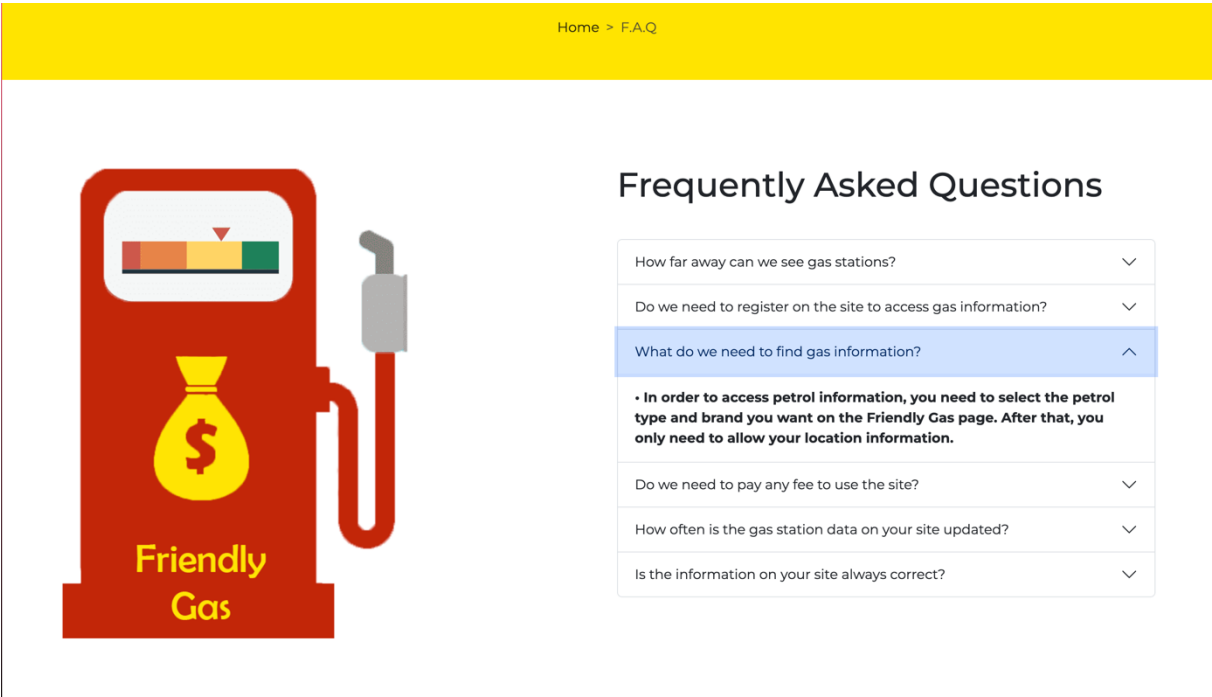 Home > F.A.Q
$
Friendly
Gas
Frequently Asked Questions
How far away can we see gas stations?
Do we need to register on the site to access gas information?
What do we need to find gas information?
• In order to access petrol information, you need to select the petrol
type and brand you want on the Friendly Gas page. After that, you
only need to allow your location information.
Do we need to pay any fee to use the site?
How often is the gas station data on your site updated?
Is the information on your site always correct?